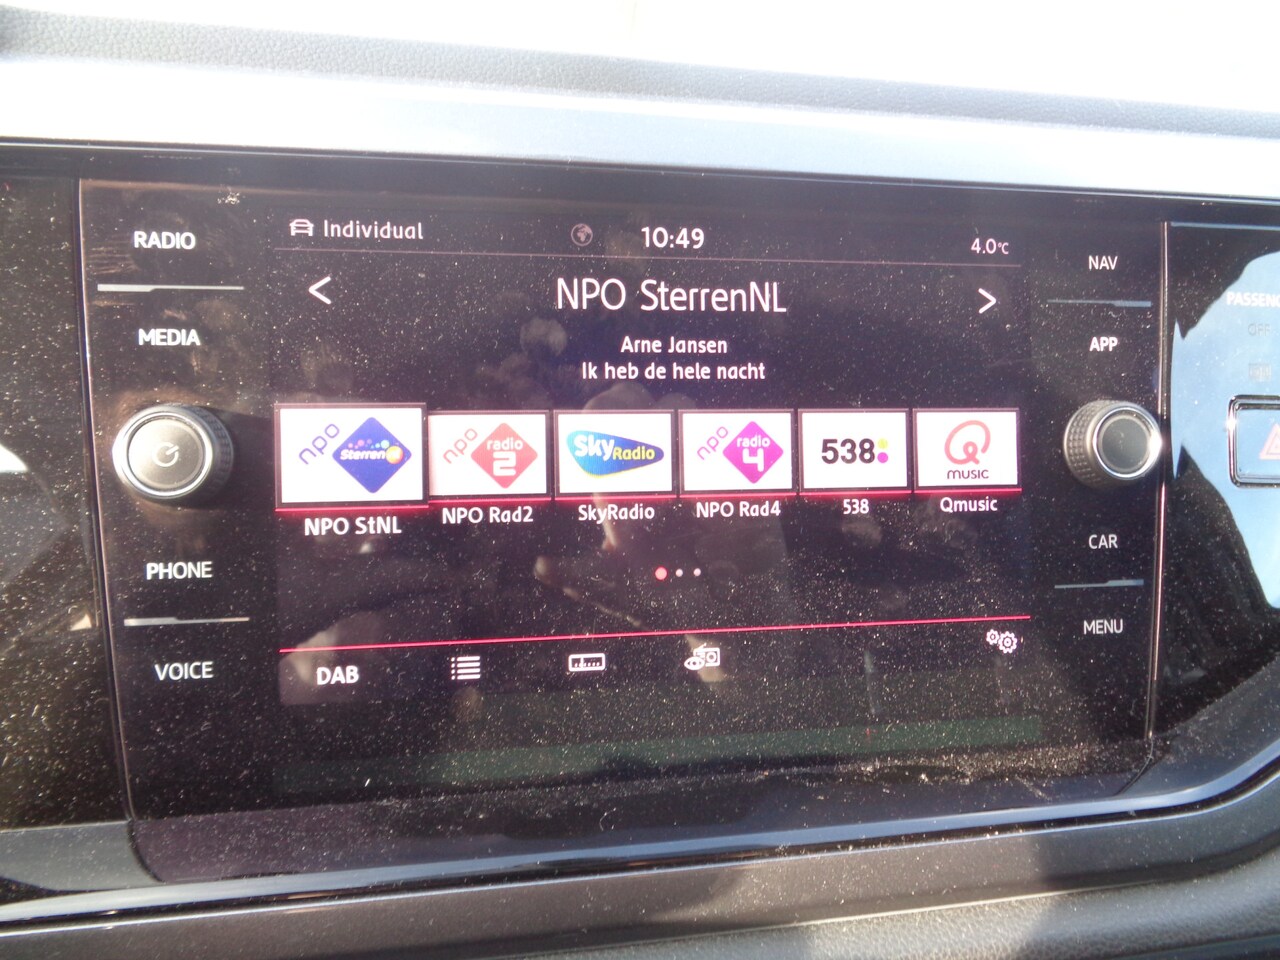 RADIO
MEDIA
PHONE
VOICE
Individual
10:49
4.0°C
NPO SterrenNL
Arne Jansen
Ik heb de hele nacht
npo Sterren nl
npo radio 2
Sky Radio
npo radio 4
538
Q MUSIC
NPO StNL
NPO Rad2
SkyRadio
NPO Rad4
538
Qmusic
DAB
NAV
APP
CAR
MENU